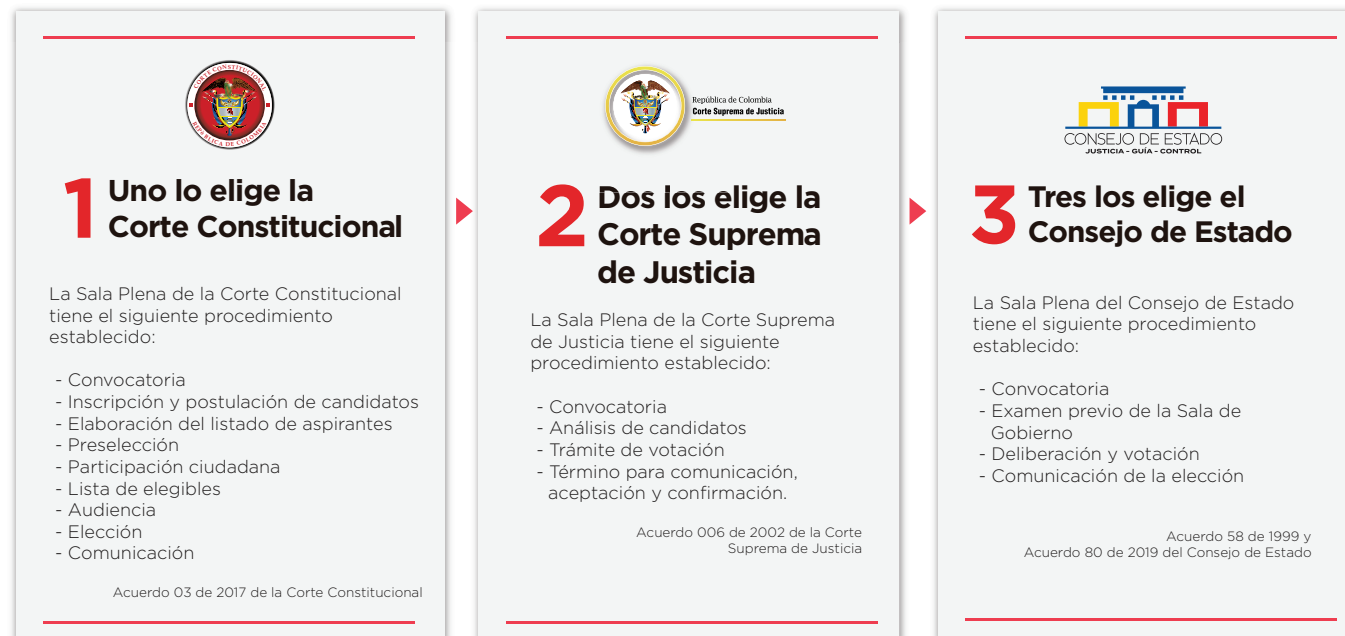 CORTE CONSTITUCIONAL
REPÚBLICA DE COLOMBIA
1 Uno lo elige la
Corte Constitucional
La Sala Plena de la Corte Constitucional
tiene el siguiente procedimiento
establecido:
- Convocatoria
- Inscripción y postulación de candidatos
- Elaboración del listado de aspirantes
- Preselección
- Participación ciudadana
- Lista de elegibles
- Audiencia
- Elección
- Comunicación
Acuerdo 03 de 2017 de la Corte Constitucional
República de Colombia
Corte Suprema de Justicia
2 Dos los elige la
Corte Suprema
de Justicia
La Sala Plena de la Corte Suprema
de Justicia tiene el siguiente
procedimiento establecido:
- Convocatoria
- Análisis de candidatos
- Trámite de votación
- Término para comunicación,
aceptación y confirmación.
Acuerdo 006 de 2002 de la Corte
Suprema de Justicia
CONSEJO DE ESTADO
JUSTICIA - GUÍA - CONTROL
3 Tres los elige el
Consejo de Estado
La Sala Plena del Consejo de Estado
tiene el siguiente procedimiento
establecido:
- Convocatoria
- Examen previo de la Sala de
Gobierno
- Deliberación y votación
- Comunicación de la elección
Acuerdo 58 de 1999 y
Acuerdo 80 de 2019 del Consejo de Estado